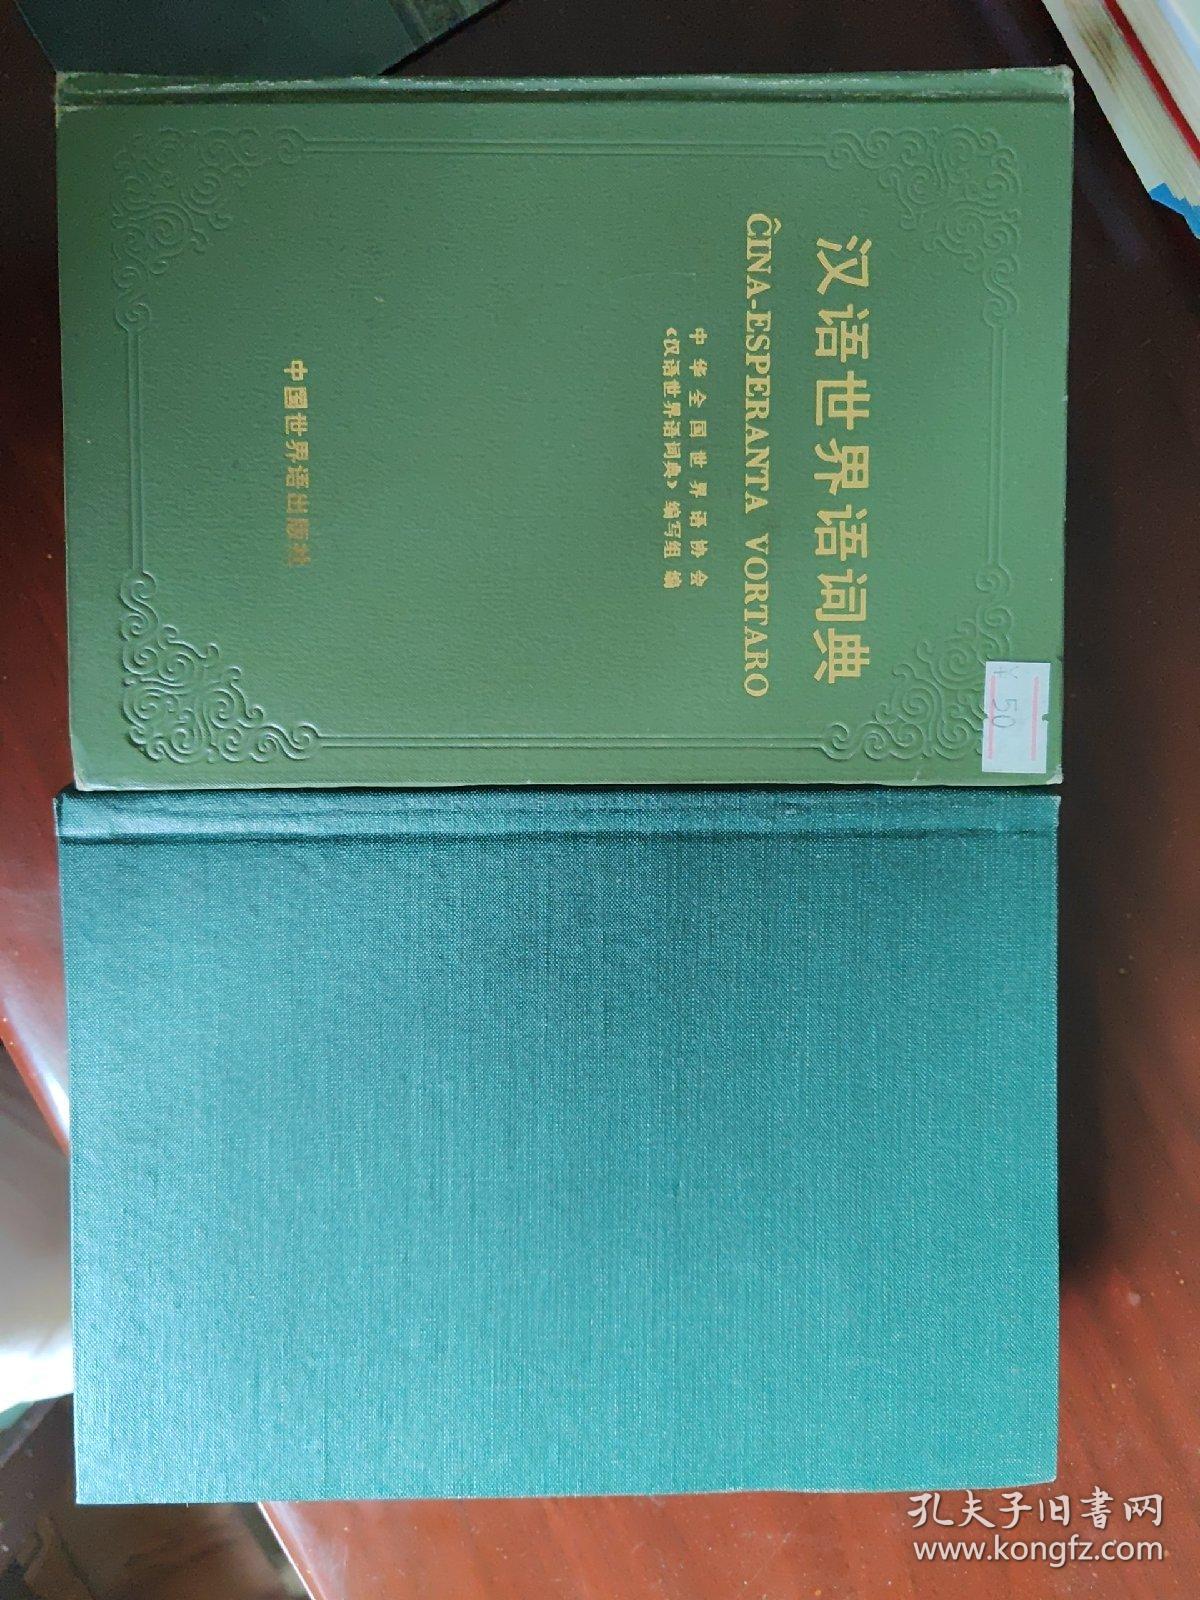 汉语世界语词典
ĈINA-ESPERANTA VORTARO
中华全国世界语协会
《汉语世界语词典》编写组 编
中国世界语出版社
¥ 50
孔夫子旧书网
www.kongfz.com